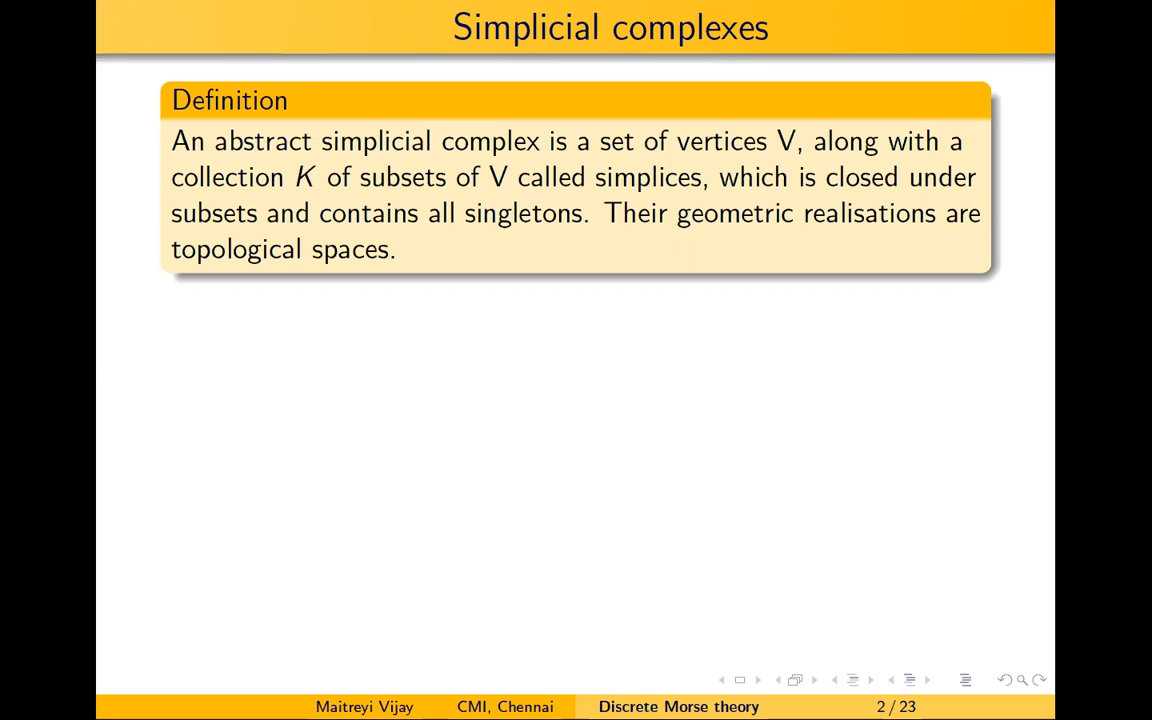 Simplicial complexes
Definition
An abstract simplicial complex is a set of vertices V, along with a
collection K of subsets of V called simplices, which is closed under
subsets and contains all singletons. Their geometric realisations are
topological spaces.
Maitreyi Vijay CMI, Chennai Discrete Morse theory 2 / 23